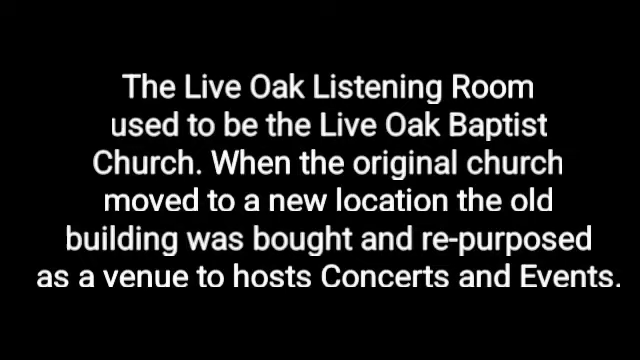 The Live Oak Listening Room
used to be the Live Oak Baptist
Church. When the original church
moved to a new location the old
building was bought and re-purposed
as a venue to hosts Concerts and Events.